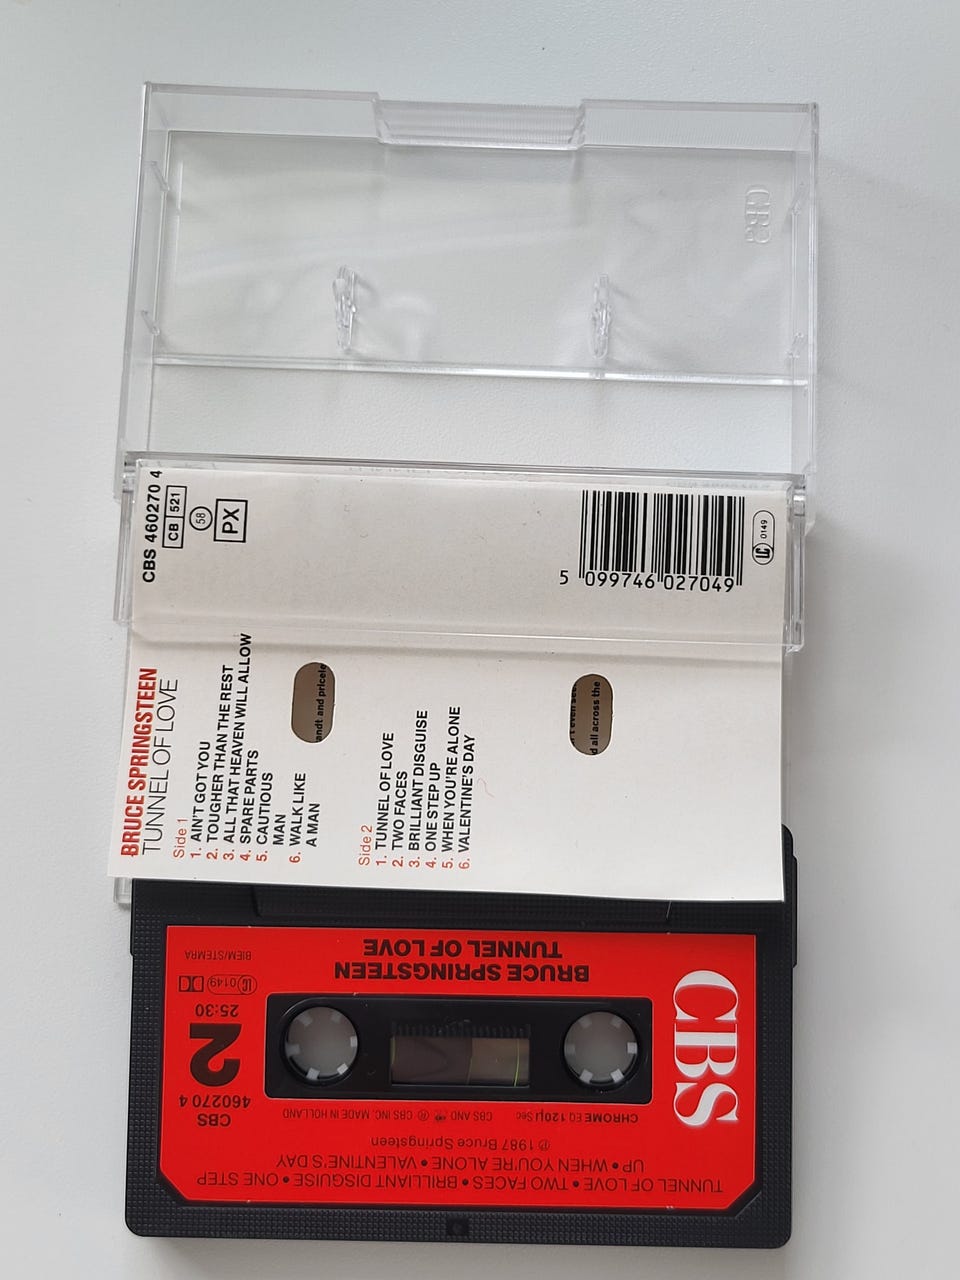 CBS
CBS 460270 4
CB 521
58
PX
5 099746 027049
LC 0149
BRUCE SPRINGSTEEN
TUNNEL OF LOVE
Side 1
1. AIN'T GOT YOU
2. TOUGHER THAN THE REST
3. ALL THAT HEAVEN WILL ALLOW
4. SPARE PARTS
5. CAUTIOUS
MAN
6. WALK LIKE
A MAN
andt and pricele
Side 2
1. TUNNEL OF LOVE
2. TWO FACES
3. BRILLIANT DISGUISE
4. ONE STEP UP
5. WHEN YOU'RE ALONE
6. VALENTINE'S DAY
d all across the
CBS
TUNNEL OF LOVE • TWO FACES • BRILLIANT DISGUISE • ONE STEP
UP • WHEN YOU'RE ALONE • VALENTINE'S DAY
℗ 1987 Bruce Springsteen
CHROME EQ 120µ Sec
CBS AND ® CBS INC. MADE IN HOLLAND
CBS
460270 4
2
25:30
LC 0149
BIEM/STEMRA
BRUCE SPRINGSTEEN
TUNNEL OF LOVE